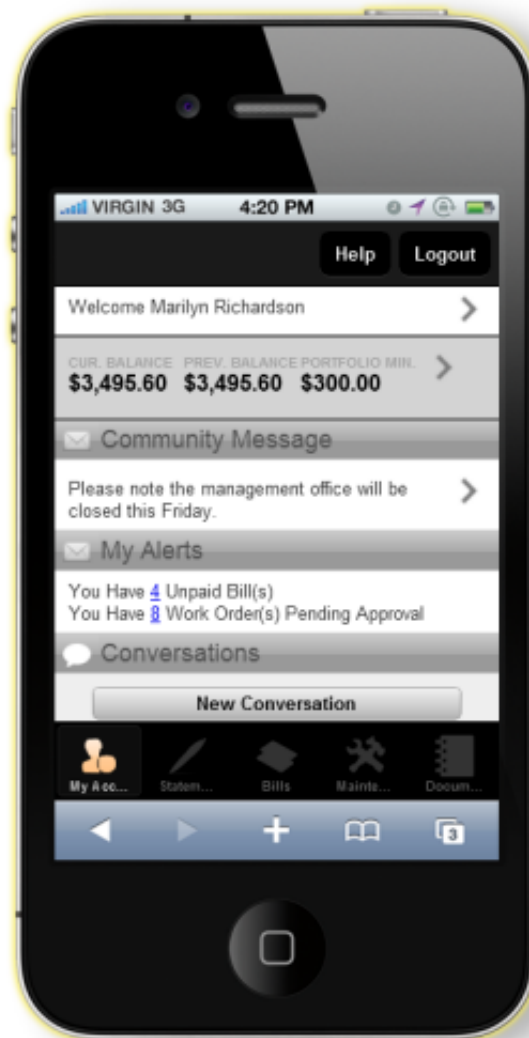 VIRGIN 3G 4:20 PM
Help Logout
Welcome Marilyn Richardson
CUR. BALANCE PREV. BALANCE PORTFOLIO MIN.
$3,495.60 $3,495.60 $300.00
Community Message
Please note the management office will be
closed this Friday.
My Alerts
You Have 4 Unpaid Bill(s)
You Have 8 Work Order(s) Pending Approval
Conversations
New Conversation
My Acc... Statem... Bills Mainte... Docum...
3